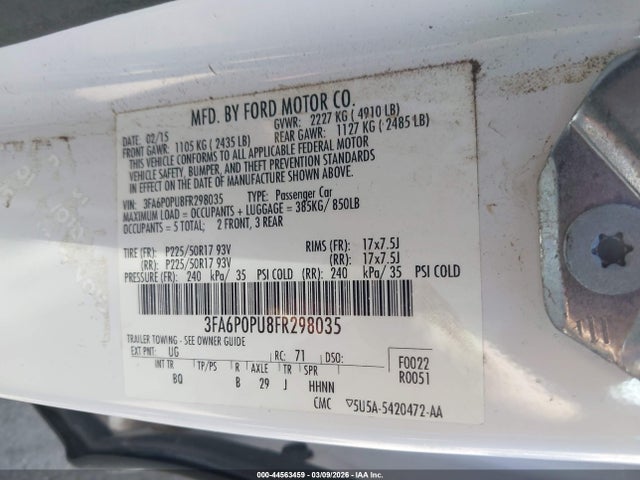 MFD. BY FORD MOTOR CO.
DATE: 02/15 GVWR: 2227 KG ( 4910 LB)
FRONT GAWR: 1105 KG ( 2435 LB) REAR GAWR: 1127 KG ( 2485 LB)
THIS VEHICLE CONFORMS TO ALL APPLICABLE FEDERAL MOTOR
VEHICLE SAFETY, BUMPER, AND THEFT PREVENTION STANDARDS
IN EFFECT ON THE DATE OF MANUFACTURE SHOWN ABOVE.
VIN: 3FA6P0PU8FR298035 TYPE: Passenger Car
MAXIMUM LOAD = OCCUPANTS + LUGGAGE = 385KG/ 850LB
OCCUPANTS = 5 TOTAL; 2 FRONT, 3 REAR
TIRE (FR): P225/50R17 93V RIMS (FR): 17x7.5J
(RR): P225/50R17 93V (RR): 17x7.5J
PRESSURE (FR): 240 kPa/ 35 PSI COLD (RR): 240 kPa/ 35 PSI COLD
3FA6P0PU8FR298035
TRAILER TOWING - SEE OWNER GUIDE
EXT PNT: UG RC: 71 DSO: F0022
INT TR TP/PS R AXLE TR SPR R0051
BQ B 29 J HHNN
CMC ▽5U5A-5420472-AA
© IAA - 44563459 | 03/09/2026 - IAAI.COM